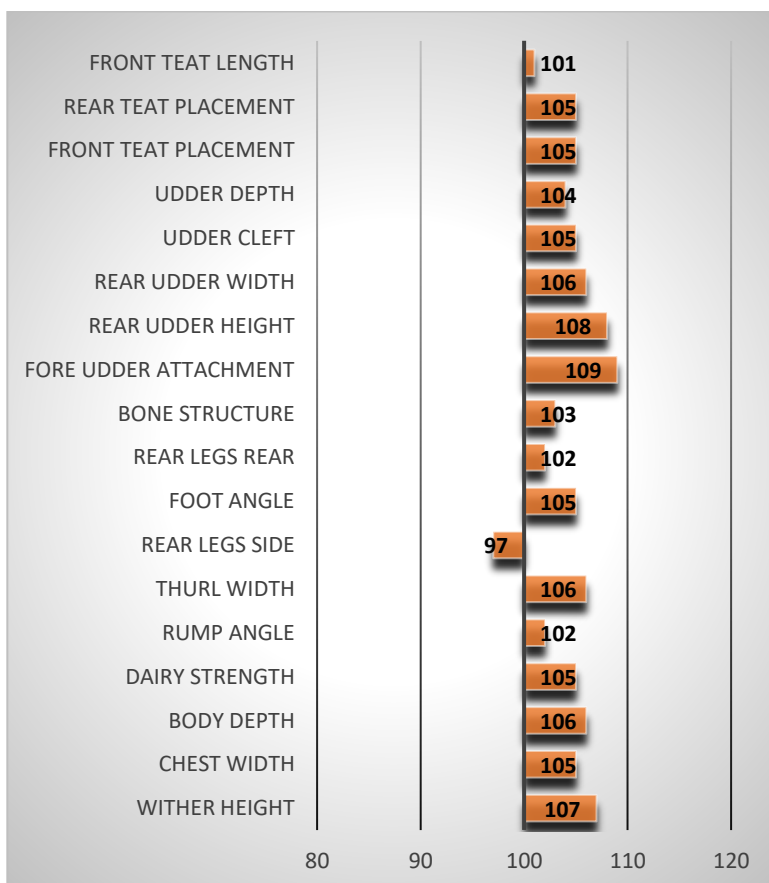 FRONT TEAT LENGTH 101
REAR TEAT PLACEMENT 105
FRONT TEAT PLACEMENT 105
UDDER DEPTH 104
UDDER CLEFT 105
REAR UDDER WIDTH 106
REAR UDDER HEIGHT 108
FORE UDDER ATTACHMENT 109
BONE STRUCTURE 103
REAR LEGS REAR 102
FOOT ANGLE 105
REAR LEGS SIDE 97
THURL WIDTH 106
RUMP ANGLE 102
DAIRY STRENGTH 105
BODY DEPTH 106
CHEST WIDTH 105
WITHER HEIGHT 107
80 90 100 110 120